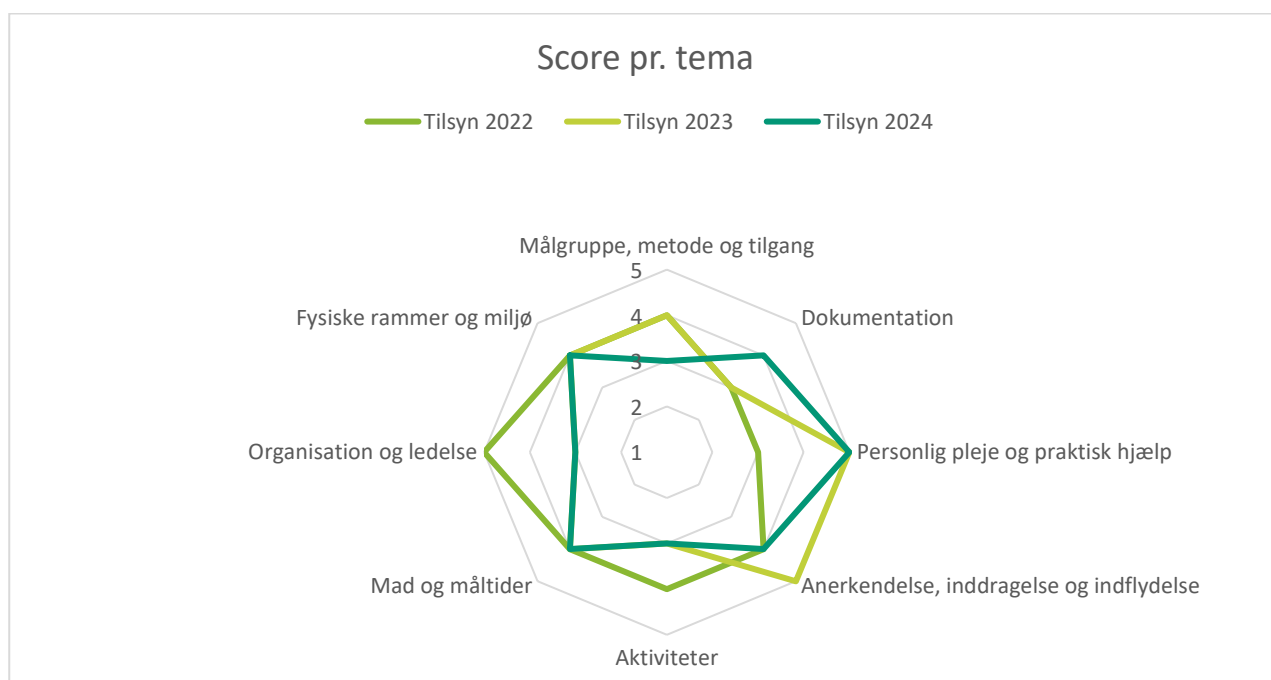 Score pr. tema
Tilsyn 2022 Tilsyn 2023 Tilsyn 2024
Målgruppe, metode og tilgang
5
Fysiske rammer og miljø
4
Dokumentation
3
2
Organisation og ledelse
1
Personlig pleje og praktisk hjælp
Mad og måltider
Anerkendelse, inddragelse og indflydelse
Aktiviteter